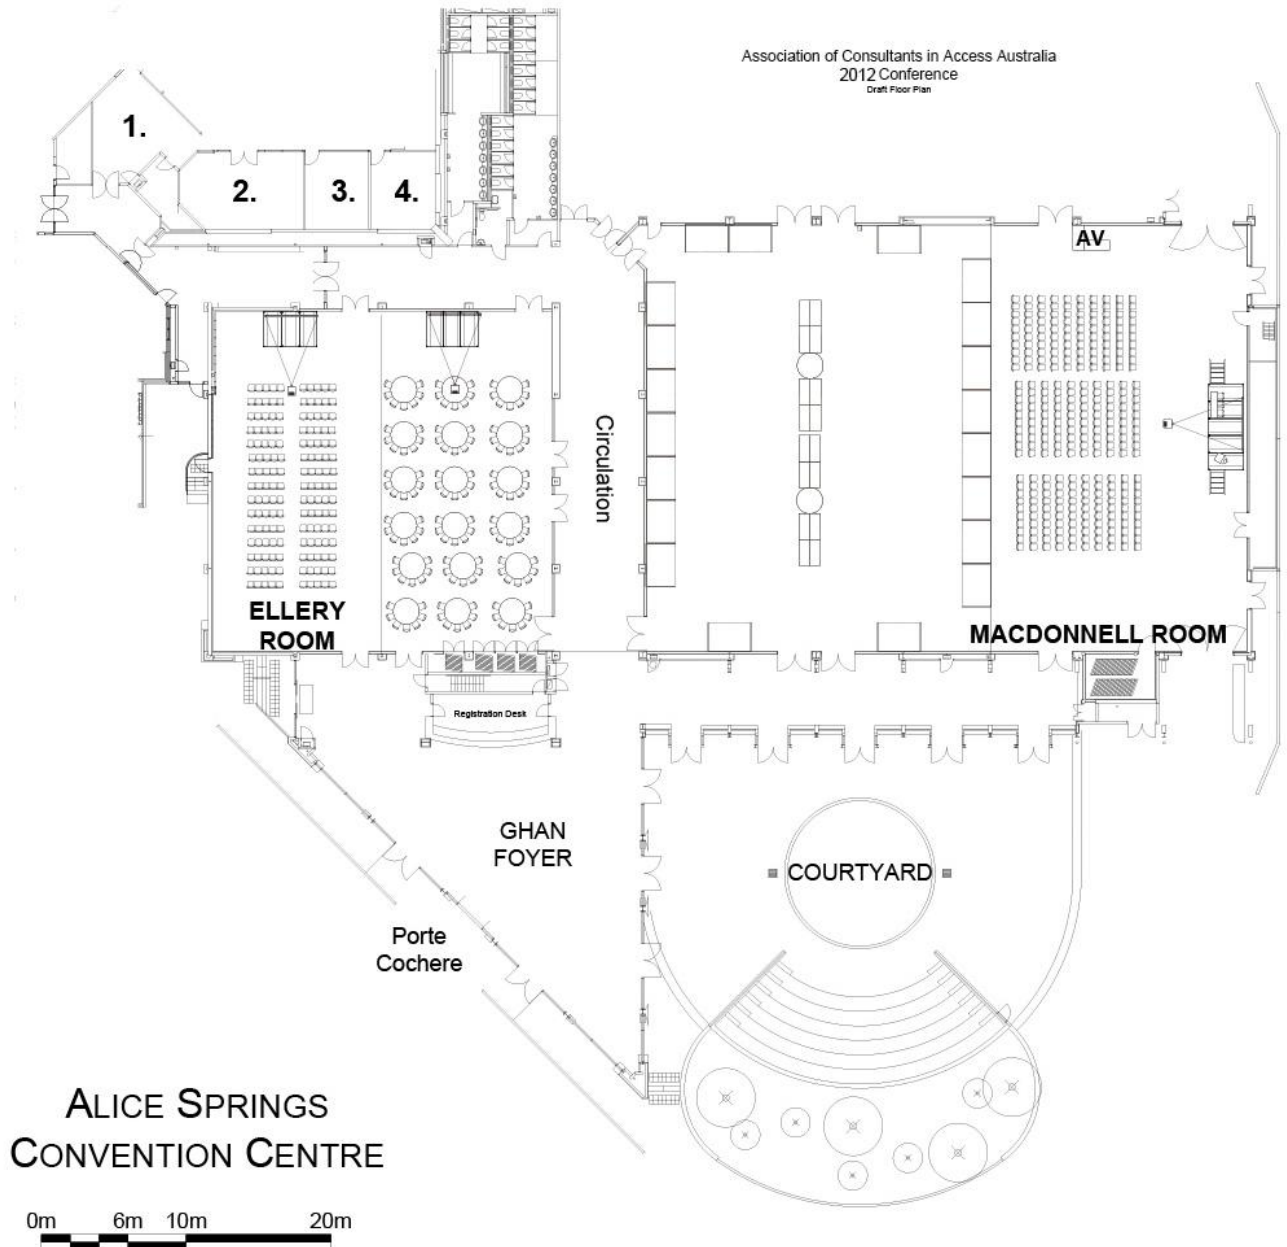 Association of Consultants in Access Australia
2012 Conference
Draft Floor Plan
1.
2.
3.
4.
AV
Circulation
ELLERY
ROOM
MACDONNELL ROOM
Registration Desk
GHAN
FOYER
COURTYARD
Porte
Cochere
ALICE SPRINGS
CONVENTION CENTRE
0m 6m 10m 20m